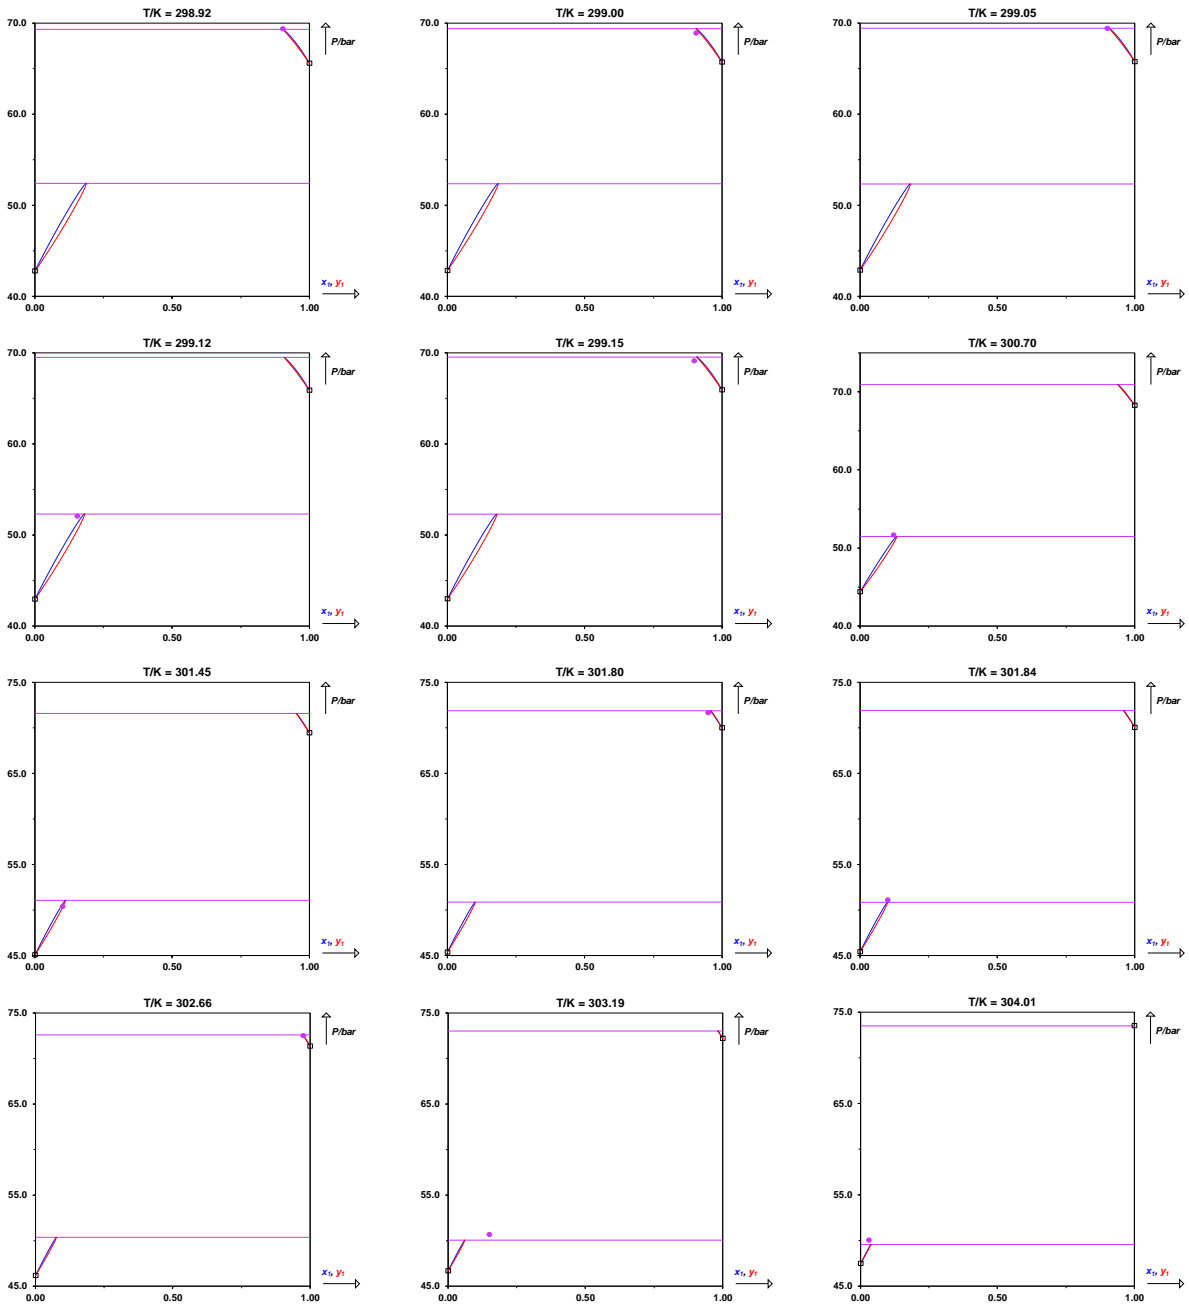 T/K = 298.92
70.0
P/bar
60.0
50.0
40.0
0.00
0.50
1.00
x₁, y₁
T/K = 299.00
70.0
P/bar
60.0
50.0
40.0
0.00
0.50
1.00
x₁, y₁
T/K = 299.05
70.0
P/bar
60.0
50.0
40.0
0.00
0.50
1.00
x₁, y₁
T/K = 299.12
70.0
P/bar
60.0
50.0
40.0
0.00
0.50
1.00
x₁, y₁
T/K = 299.15
70.0
P/bar
60.0
50.0
40.0
0.00
0.50
1.00
x₁, y₁
T/K = 300.70
P/bar
70.0
60.0
50.0
40.0
0.00
0.50
1.00
x₁, y₁
T/K = 301.45
75.0
P/bar
65.0
55.0
45.0
0.00
0.50
1.00
x₁, y₁
T/K = 301.80
75.0
P/bar
65.0
55.0
45.0
0.00
0.50
1.00
x₁, y₁
T/K = 301.84
75.0
P/bar
65.0
55.0
45.0
0.00
0.50
1.00
x₁, y₁
T/K = 302.66
75.0
P/bar
65.0
55.0
45.0
0.00
0.50
1.00
x₁, y₁
T/K = 303.19
75.0
P/bar
65.0
55.0
45.0
0.00
0.50
1.00
x₁, y₁
T/K = 304.01
75.0
P/bar
65.0
55.0
45.0
0.00
0.50
1.00
x₁, y₁